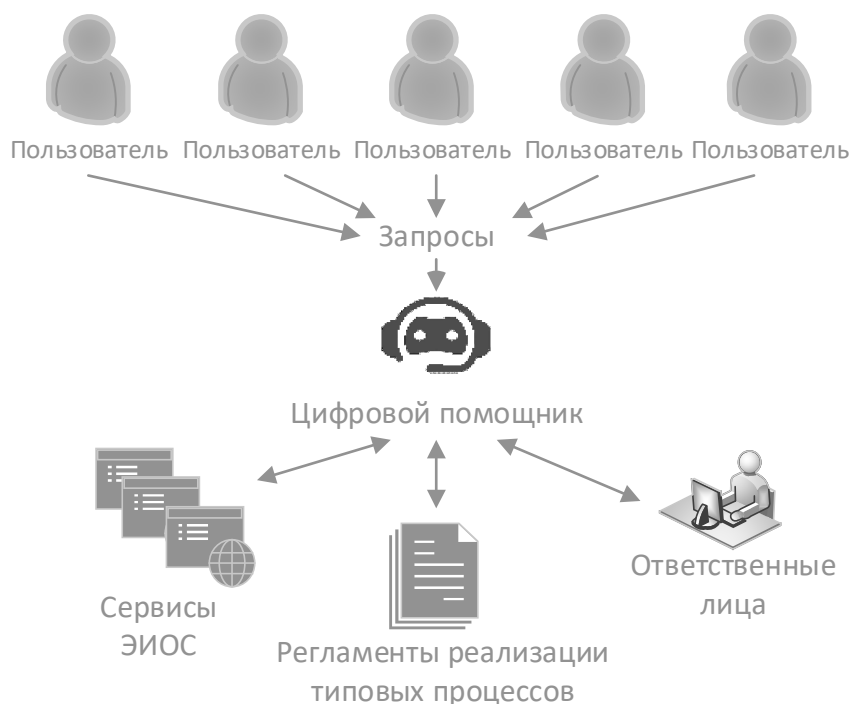 Пользователь Пользователь Пользователь Пользователь Пользователь
Запросы
Цифровой помощник
Сервисы
ЭИОС
Регламенты реализации
типовых процессов
Ответственные
лица